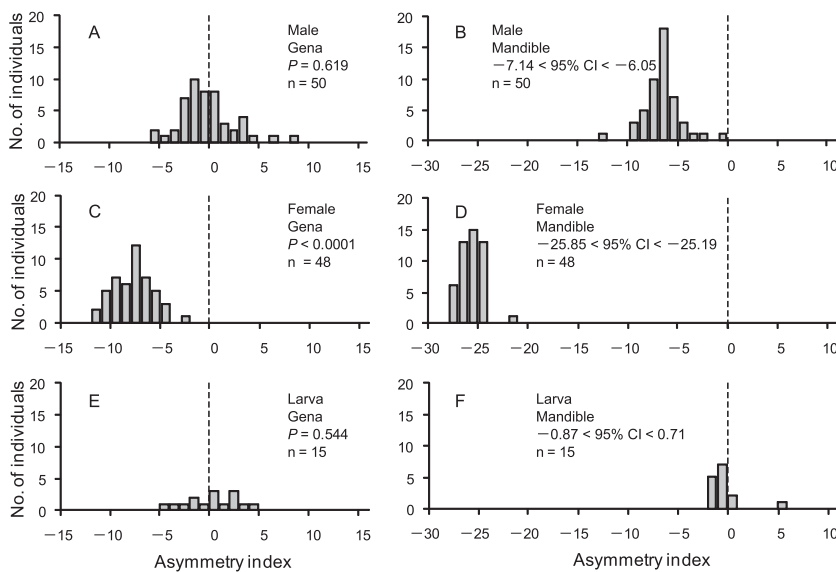 A
Male
Gena
P = 0.619
n = 50
No. of individuals
20
15
10
5
0
−15 −10 −5 0 5 10 15
B
Male
Mandible
−7.14 < 95% CI < −6.05
n = 50
20
15
10
5
0
−30 −25 −20 −15 −10 −5 0 5 10
C
Female
Gena
P < 0.0001
n = 48
No. of individuals
20
15
10
5
0
−15 −10 −5 0 5 10 15
D
Female
Mandible
−25.85 < 95% CI < −25.19
n = 48
20
15
10
5
0
−30 −25 −20 −15 −10 −5 0 5 10
E
Larva
Gena
P = 0.544
n = 15
No. of individuals
20
15
10
5
0
−15 −10 −5 0 5 10 15
Asymmetry index
F
Larva
Mandible
−0.87 < 95% CI < 0.71
n = 15
20
15
10
5
0
−30 −25 −20 −15 −10 −5 0 5 10
Asymmetry index